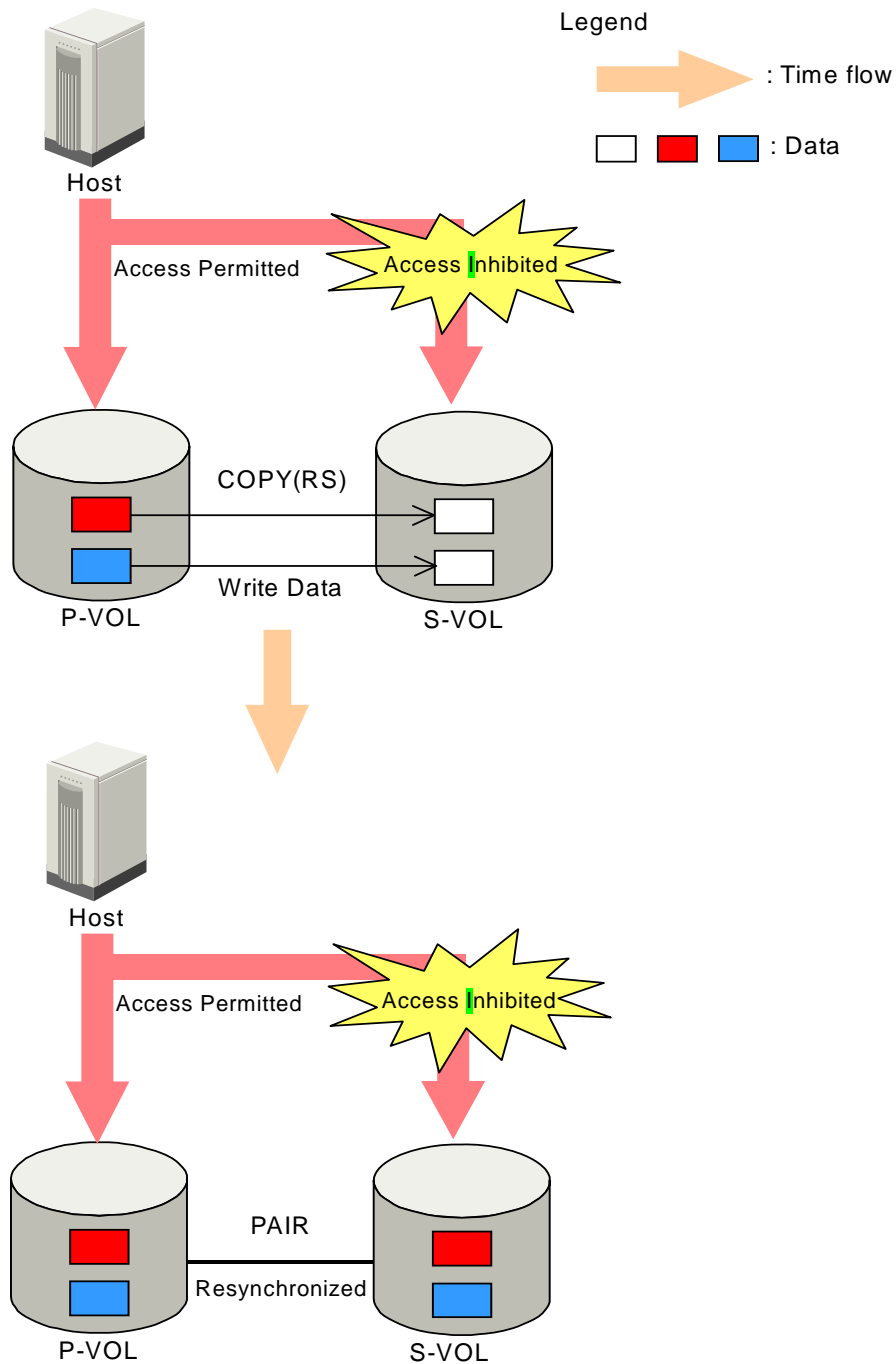 Legend
: Time flow
: Data
Host
Access Permitted
Access Inhibited
COPY(RS)
Write Data
P-VOL
S-VOL
Host
Access Permitted
Access Inhibited
PAIR
Resynchronized
P-VOL
S-VOL